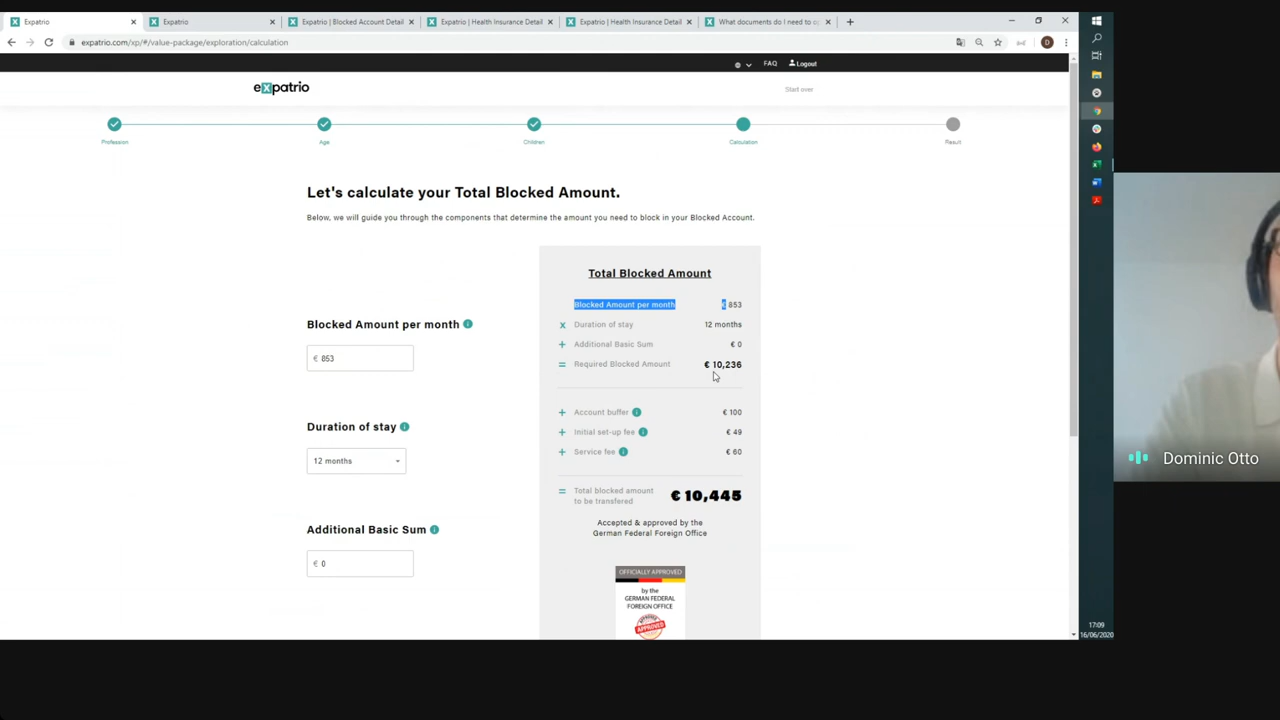 Expatrio
Expatrio
Expatrio | Blocked Account Detail
Expatrio | Health Insurance Detail
Expatrio | Health Insurance Detail
What documents do I need to o
expatrio.com/xp/#/value-package/exploration/calculation
D
FAQ
Logout
expatrio
Start over
Profession
Age
Children
Calculation
Result
Let's calculate your Total Blocked Amount.
Below, we will guide you through the components that determine the amount you need to block in your Blocked Account.
Total Blocked Amount
Blocked Amount per month € 853
x Duration of stay 12 months
+ Additional Basic Sum € 0
= Required Blocked Amount € 10,236
+ Account buffer i € 100
+ Initial set-up fee i € 49
+ Service fee i € 60
= Total blocked amount
to be transfered € 10,445
Accepted & approved by the
German Federal Foreign Office
OFFICIALLY APPROVED
by the
GERMAN FEDERAL
FOREIGN OFFICE
APPROVED
Blocked Amount per month i
€ 853
Duration of stay i
12 months
Additional Basic Sum i
€ 0
17:09
16/06/2020
Dominic Otto